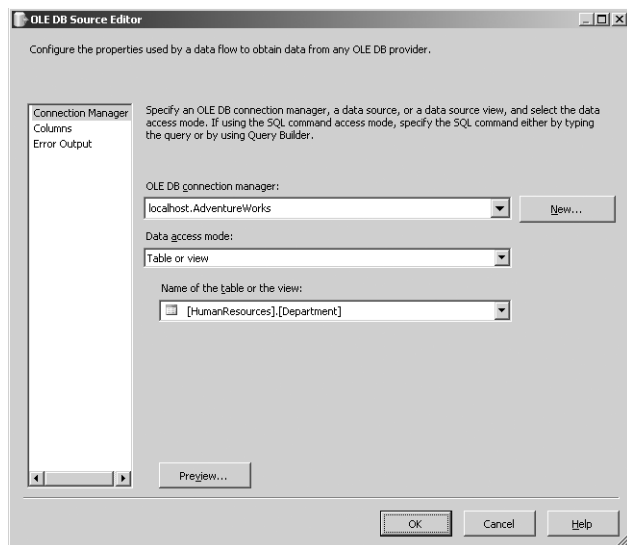 OLE DB Source Editor
Configure the properties used by a data flow to obtain data from any OLE DB provider.
Connection Manager
Columns
Error Output
Specify an OLE DB connection manager, a data source, or a data source view, and select the data
access mode. If using the SQL command access mode, specify the SQL command either by typing
the query or by using Query Builder.
OLE DB connection manager:
localhost.AdventureWorks
New...
Data access mode:
Table or view
Name of the table or the view:
[HumanResources].[Department]
Preview...
OK
Cancel
Help